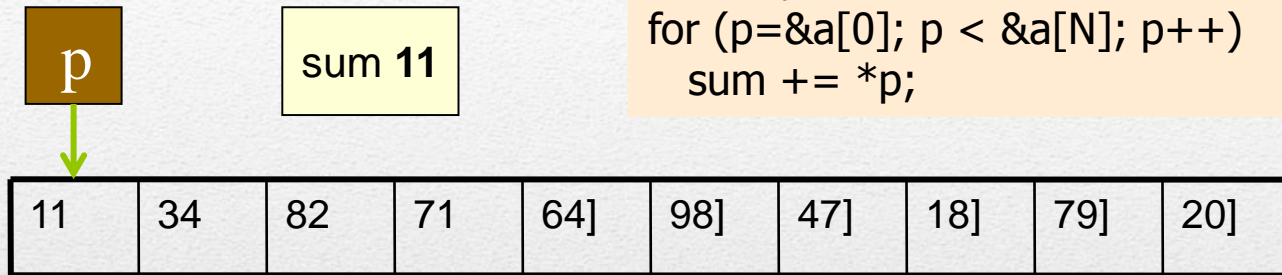 for (p=&a[0]; p < &a[N]; p++)
sum += *p;
p
sum 11
11 34 82 71 64] 98] 47] 18] 79] 20]